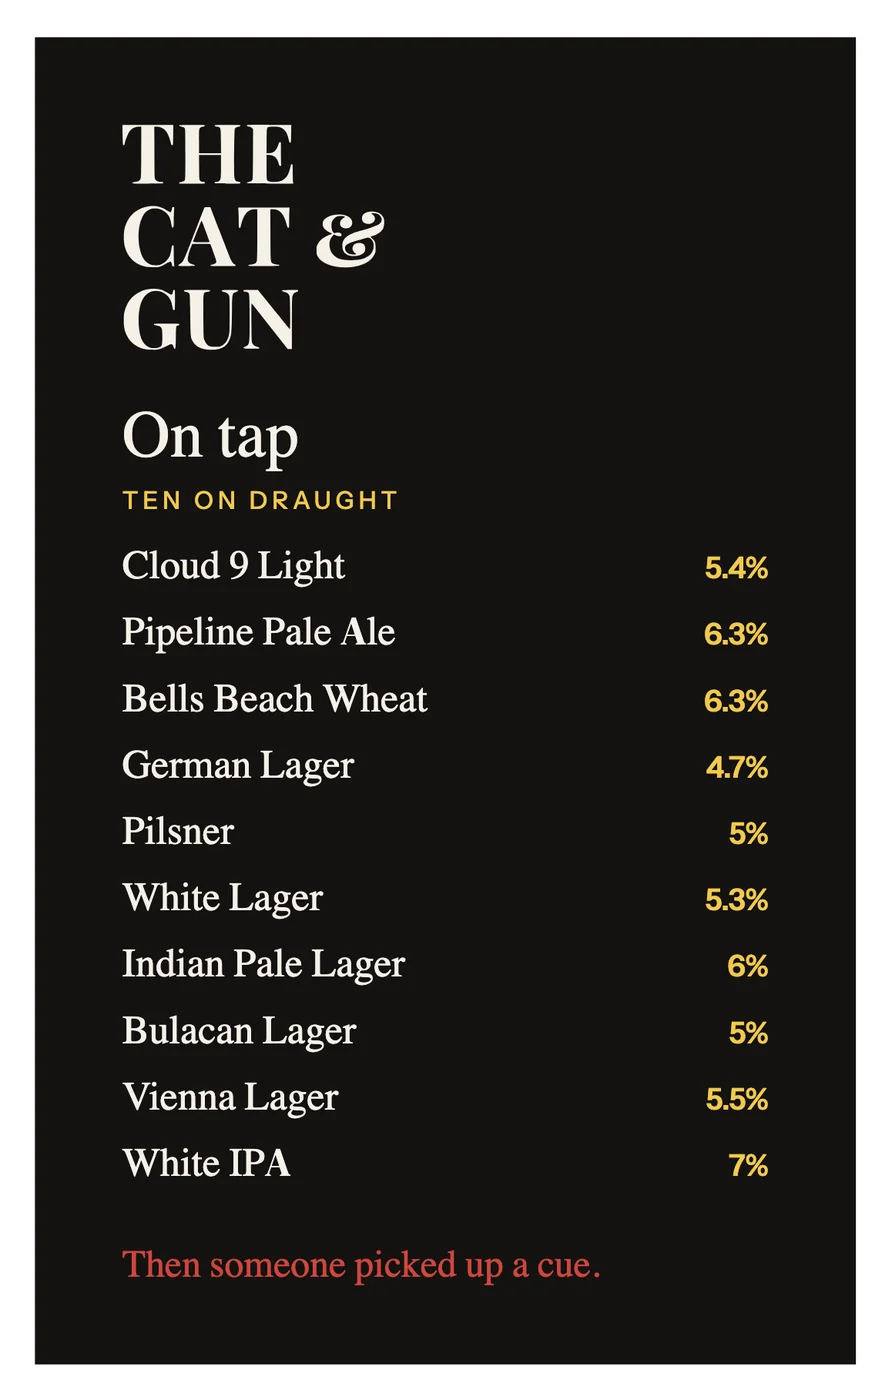 THE
CAT &
GUN
On tap
TEN ON DRAUGHT
Cloud 9 Light 5.4%
Pipeline Pale Ale 6.3%
Bells Beach Wheat 6.3%
German Lager 4.7%
Pilsner 5%
White Lager 5.3%
Indian Pale Lager 6%
Bulacan Lager 5%
Vienna Lager 5.5%
White IPA 7%
Then someone picked up a cue.